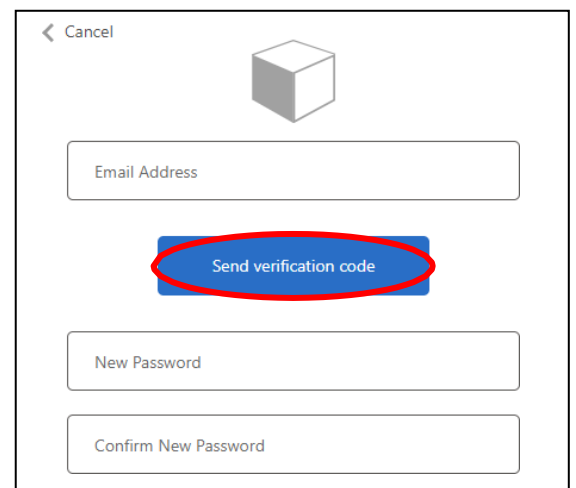 Cancel
Email Address
Send verification code
New Password
Confirm New Password